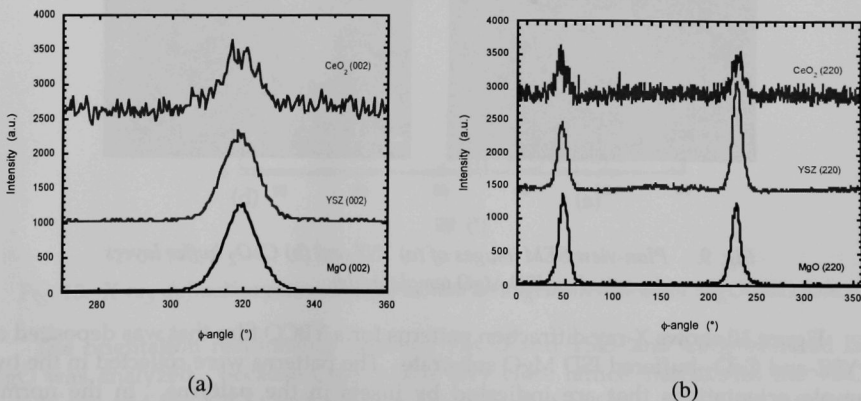 4000
3500
3000
2500
2000
1500
1000
500
0
Intensity (a.u.)
CeO₂ (002)
YSZ (002)
MgO (002)
280 300 320 340 360
ϕ-angle (°)
(a)
4000
3500
3000
2500
2000
1500
1000
500
0
Intensity (a.u.)
CeO₂ (220)
YSZ (220)
MgO (220)
0 50 100 150 200 250 300 350
ϕ-angle (°)
(b)